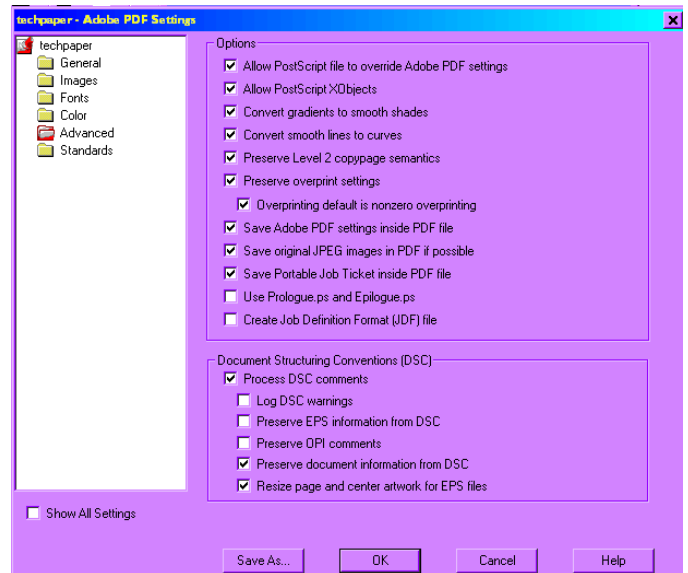 techpaper - Adobe PDF Settings
techpaper
General
Images
Fonts
Color
Advanced
Standards
Show All Settings
Options
Allow PostScript file to override Adobe PDF settings
Allow PostScript XObjects
Convert gradients to smooth shades
Convert smooth lines to curves
Preserve Level 2 copypage semantics
Preserve overprint settings
Overprinting default is nonzero overprinting
Save Adobe PDF settings inside PDF file
Save original JPEG images in PDF if possible
Save Portable Job Ticket inside PDF file
Use Prologue.ps and Epilogue.ps
Create Job Definition Format (JDF) file
Document Structuring Conventions (DSC)
Process DSC comments
Log DSC warnings
Preserve EPS information from DSC
Preserve OPI comments
Preserve document information from DSC
Resize page and center artwork for EPS files
Save As...
OK
Cancel
Help